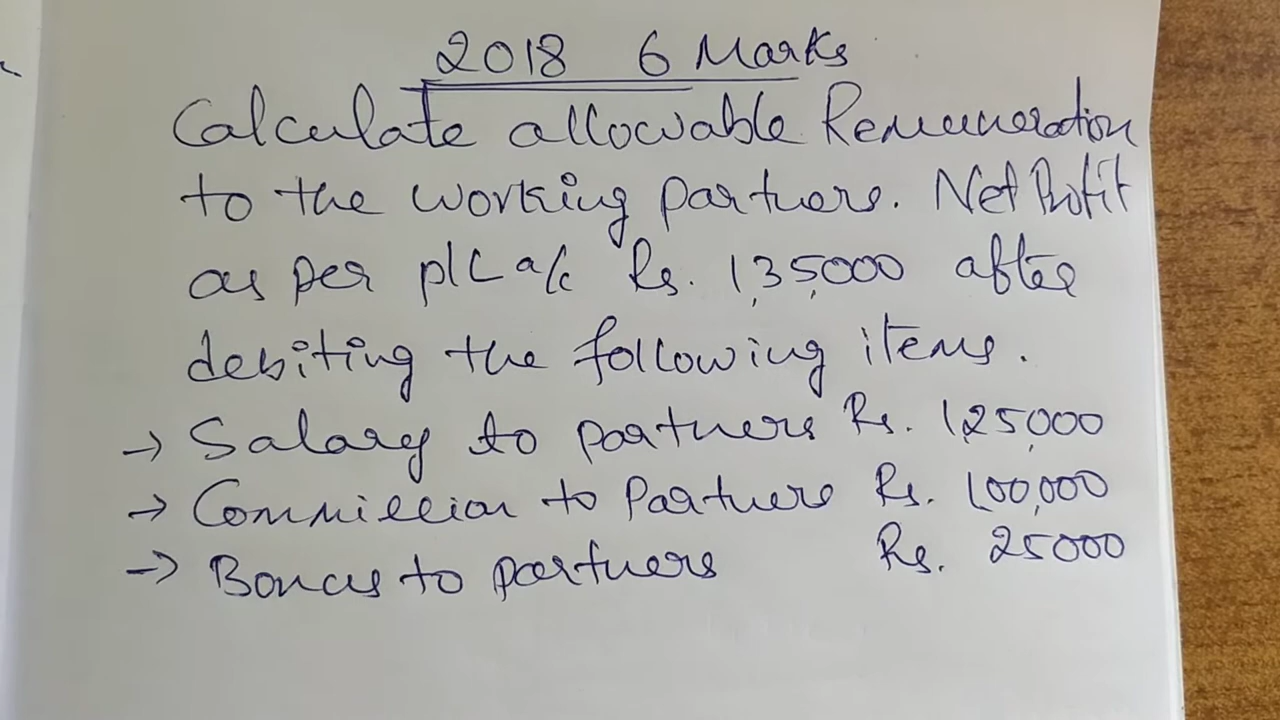 2018 6 Marks
Calculate allowable Remuneration
to the working partners. Net Profit
as per p/L a/c Rs. 1,35,000 after
debiting the following items.
→ Salary to partners Rs. 1,25,000
→ Commission to Partners Rs. 1,00,000
→ Bonus to partners Rs. 25000